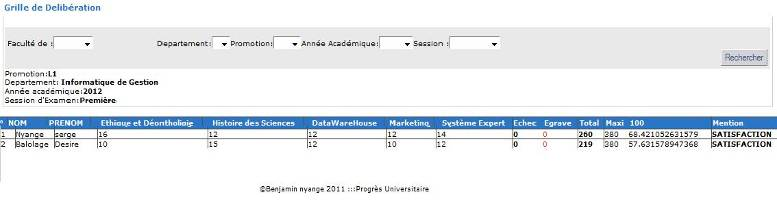 Grille de Delibération
Faculté de : Departement: Promotion: Année Académique: Session :
Rechercher
Promotion:L1
Departement: Informatique de Gestion
Année académique:2012
Session d'Examen:Première
° NOM PRENOM Ethique et Déontholoie Histoire des Sciences DataWareHouse Marketing Système Expert Echec Egrave Total Maxi 100 Mention
1 Nyange serge 16 12 12 12 14 0 0 260 380 68.421052631579 SATISFACTION
2 Balolage Desire 10 15 12 10 12 0 0 219 380 57.631578947368 SATISFACTION
©Benjamin nyange 2011 :::Progrès Universitaire